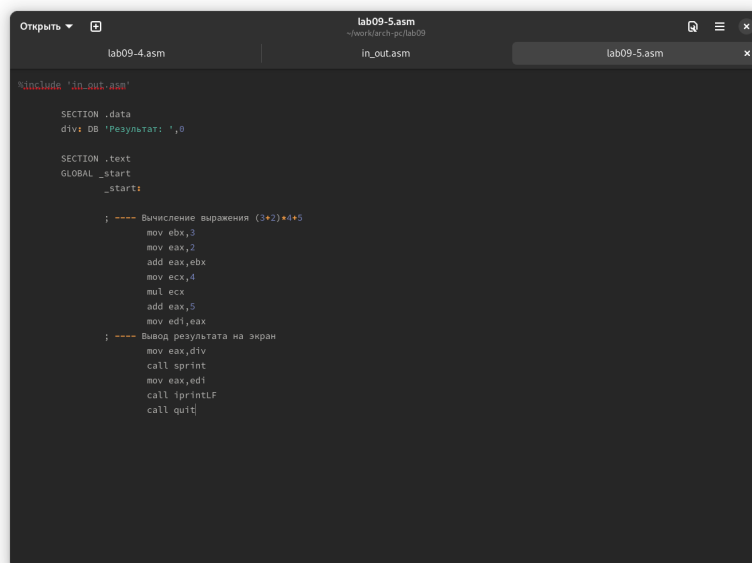 Открыть
lab09-5.asm
~/work/arch-pc/lab09
lab09-4.asm
in_out.asm
lab09-5.asm
%include 'in_out.asm'
SECTION .data
div: DB 'Результат: ',0
SECTION .text
GLOBAL _start
_start:
; ---- Вычисление выражения (3+2)*4+5
mov ebx,3
mov eax,2
add eax,ebx
mov ecx,4
mul ecx
add eax,5
mov edi,eax
; ---- Вывод результата на экран
mov eax,div
call sprint
mov eax,edi
call iprintLF
call quit